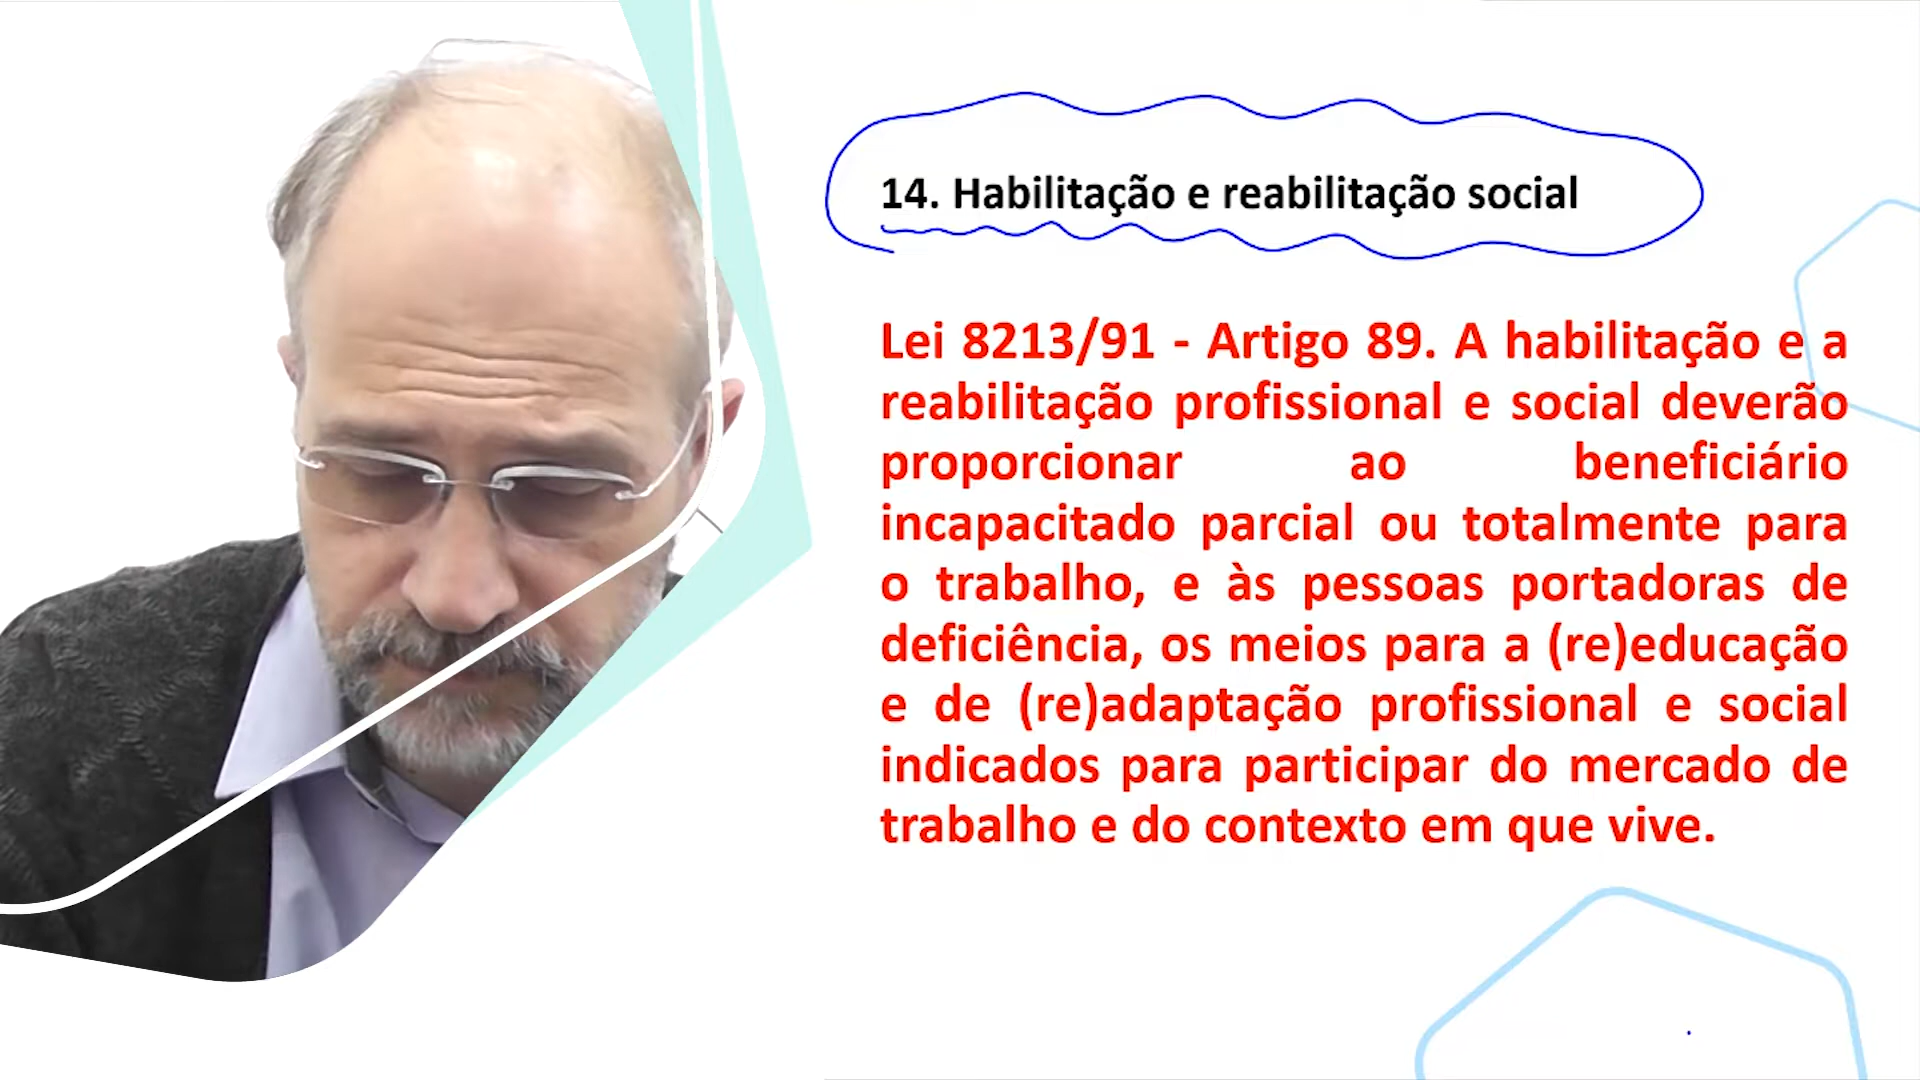 14. Habilitação e reabilitação social
Lei 8213/91 - Artigo 89. A habilitação e a
reabilitação profissional e social deverão
proporcionar ao beneficiário
incapacitado parcial ou totalmente para
o trabalho, e às pessoas portadoras de
deficiência, os meios para a (re)educação
e de (re)adaptação profissional e social
indicados para participar do mercado de
trabalho e do contexto em que vive.